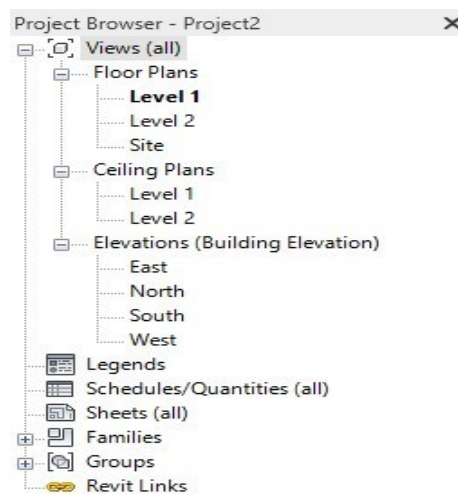 Project Browser - Project2
Views (all)
Floor Plans
Level 1
Level 2
Site
Ceiling Plans
Level 1
Level 2
Elevations (Building Elevation)
East
North
South
West
Legends
Schedules/Quantities (all)
Sheets (all)
Families
Groups
Revit Links